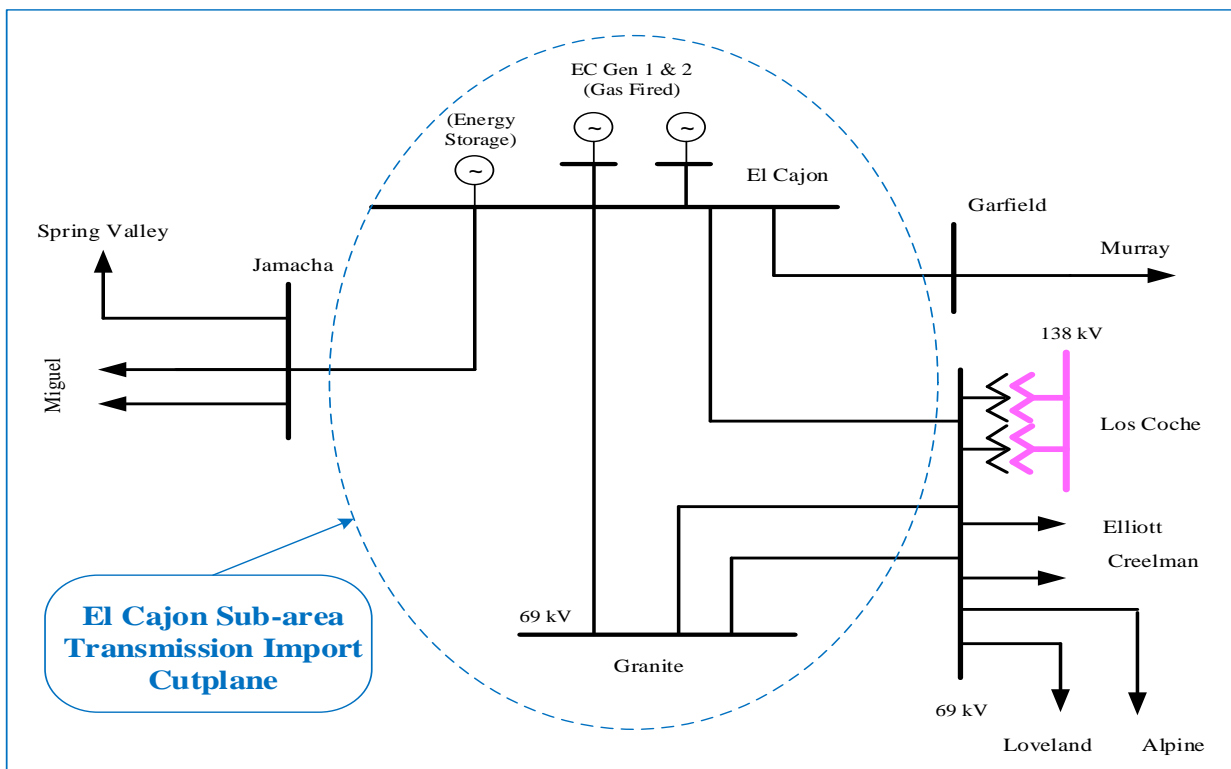 EC Gen 1 & 2
(Gas Fired)
(Energy
Storage)
~
~
~
El Cajon
Garfield
Murray
Spring Valley
Jamacha
Miguel
138 kV
Los Coche
Elliott
Creelman
El Cajon Sub-area
Transmission Import
Cutplane
69 kV
Granite
69 kV
Loveland
Alpine